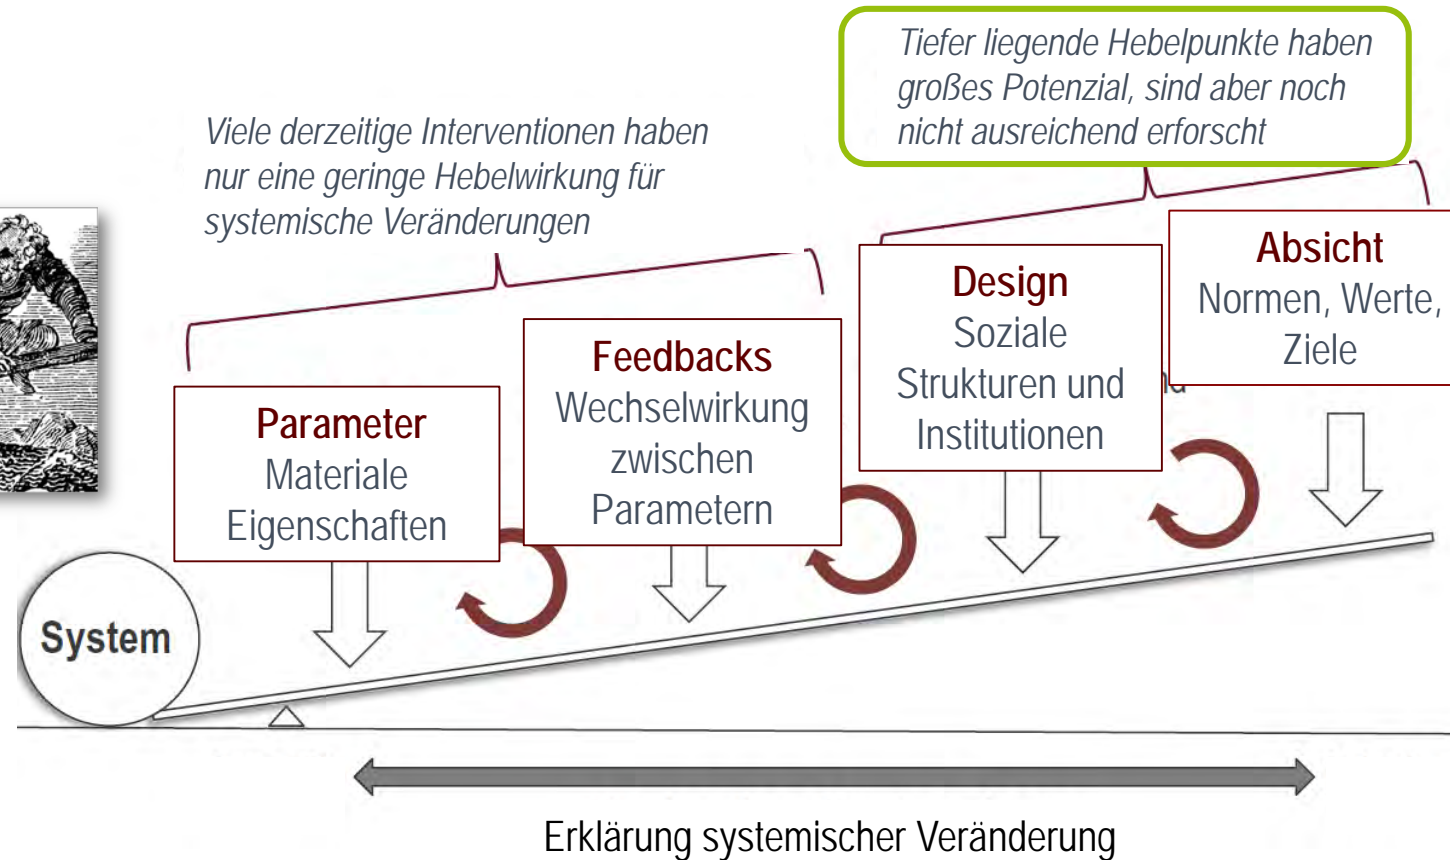 Tiefer liegende Hebelpunkte haben
großes Potenzial, sind aber noch
nicht ausreichend erforscht
Viele derzeitige Interventionen haben
nur eine geringe Hebelwirkung für
systemische Veränderungen
Parameter
Materiale
Eigenschaften
Feedbacks
Wechselwirkung
zwischen
Parametern
Design
Soziale
Strukturen und
Institutionen
Absicht
Normen, Werte,
Ziele
System
Erklärung systemischer Veränderung